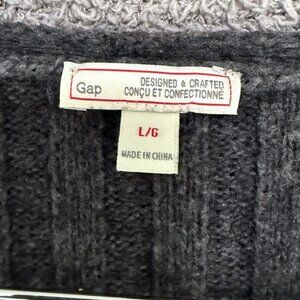 Gap
DESIGNED & CRAFTED
CONÇU ET CONFECTIONNÉ
L/G
MADE IN CHINA